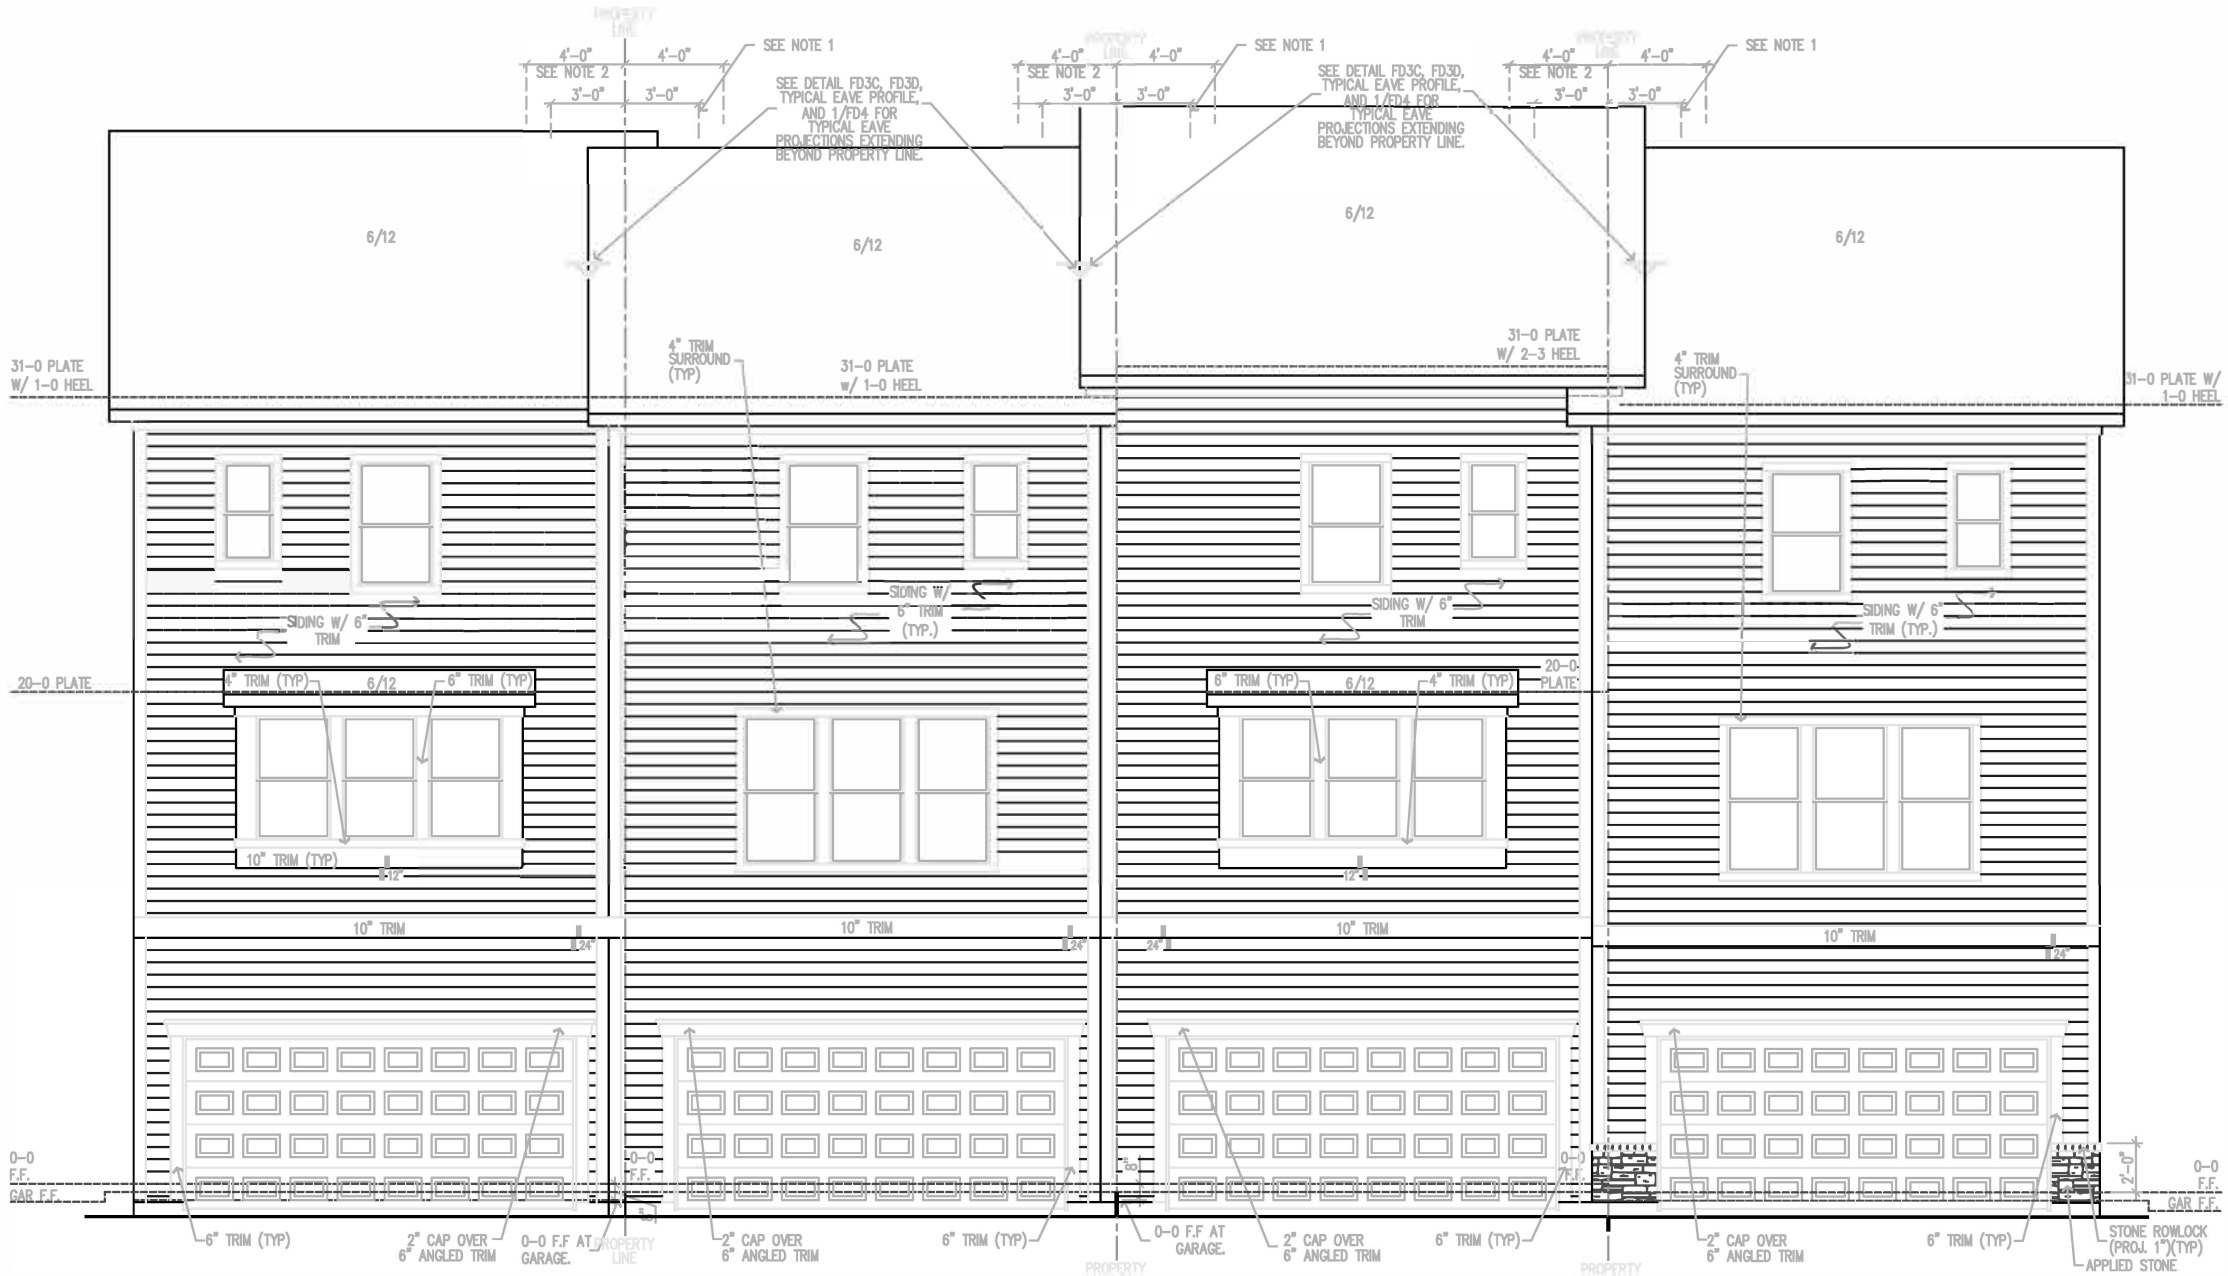 PROPERTY
LINE
4'-0" 4'-0"
SEE NOTE 1
SEE NOTE 2
3'-0" 3'-0"
SEE DETAIL FD3C, FD3D,
TYPICAL EAVE PROFILE,
AND 1/FD4 FOR
TYPICAL EAVE
PROJECTIONS EXTENDING
BEYOND PROPERTY LINE.
PROPERTY
LINE
4'-0" 4'-0"
SEE NOTE 1
SEE NOTE 2
3'-0" 3'-0"
SEE DETAIL FD3C, FD3D,
TYPICAL EAVE PROFILE,
AND 1/FD4 FOR
TYPICAL EAVE
PROJECTIONS EXTENDING
BEYOND PROPERTY LINE.
PROPERTY
LINE
4'-0" 4'-0"
SEE NOTE 1
SEE NOTE 2
3'-0" 3'-0"
6/12
6/12
6/12
6/12
31-0 PLATE
W/ 1-0 HEEL
4" TRIM
SURROUND
(TYP)
31-0 PLATE
w/ 1-0 HEEL
31-0 PLATE
W/ 2-3 HEEL
4" TRIM
SURROUND
(TYP)
31-0 PLATE W/
1-0 HEEL
SIDING W/ 6"
TRIM
SIDING W/
6" TRIM
(TYP.)
SIDING W/ 6"
TRIM
SIDING W/ 6"
TRIM (TYP.)
20-0 PLATE
4" TRIM (TYP)
6/12
6" TRIM (TYP)
6" TRIM (TYP)
6/12
4" TRIM (TYP)
20-0
PLATE
10" TRIM (TYP)
12"
12"
10" TRIM
24"
10" TRIM
24"
24"
10" TRIM
10" TRIM
24"
0-0
F.F.
GAR F.F.
0-0
F.F.
8"
8"
0-0
F.F.
2'-0"
0-0
F.F.
GAR F.F.
6" TRIM (TYP)
2" CAP OVER
6" ANGLED TRIM
0-0 F.F AT
GARAGE.
PROPERTY
LINE
2" CAP OVER
6" ANGLED TRIM
6" TRIM (TYP)
PROPERTY
0-0 F.F AT
GARAGE.
2" CAP OVER
6" ANGLED TRIM
6" TRIM (TYP)
PROPERTY
2" CAP OVER
6" ANGLED TRIM
6" TRIM (TYP)
STONE ROWLOCK
(PROJ. 1")(TYP)
APPLIED STONE